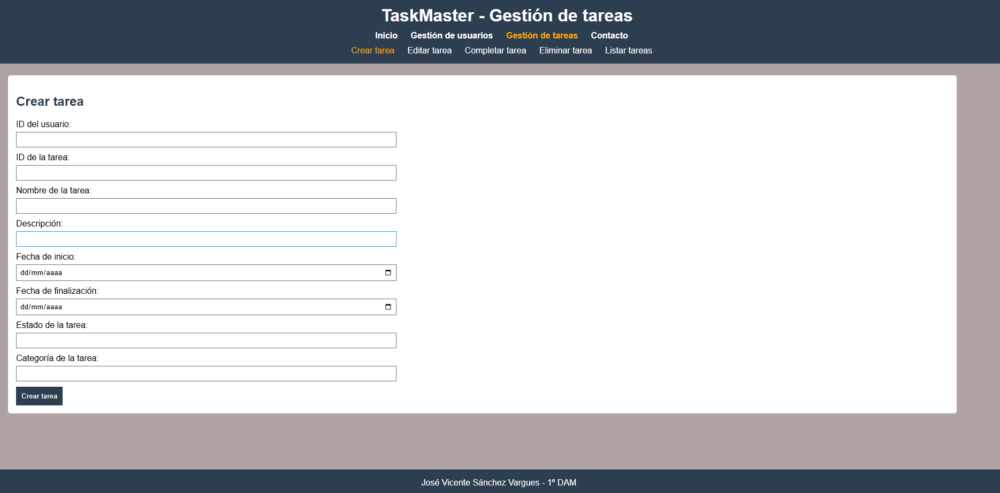 TaskMaster - Gestión de tareas
Inicio Gestión de usuarios Gestión de tareas Contacto
Crear tarea Editar tarea Completar tarea Eliminar tarea Listar tareas
Crear tarea
ID del usuario:
ID de la tarea:
Nombre de la tarea:
Descripción:
Fecha de inicio:
dd/mm/aaaa
Fecha de finalización:
dd/mm/aaaa
Estado de la tarea:
Categoría de la tarea:
Crear tarea
José Vicente Sánchez Vargues - 1º DAM